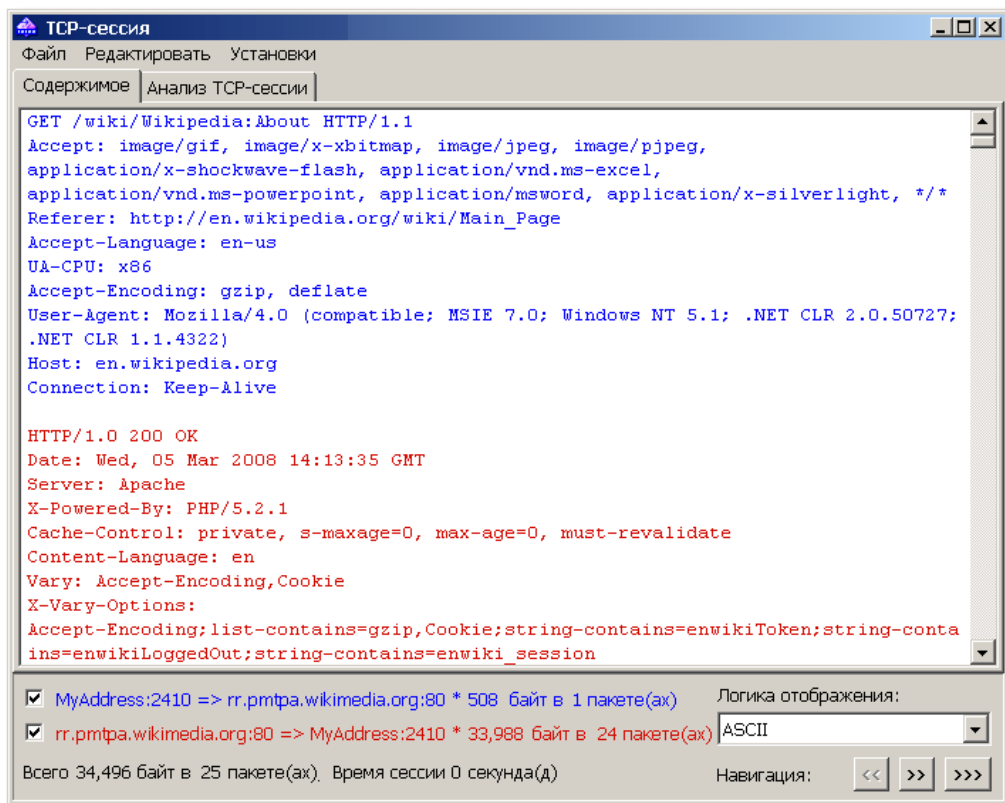 TCP-сессия
Файл Редактировать Установки
Содержимое Анализ TCP-сессии
GET /wiki/Wikipedia:About HTTP/1.1
Accept: image/gif, image/x-xbitmap, image/jpeg, image/pjpeg,
application/x-shockwave-flash, application/vnd.ms-excel,
application/vnd.ms-powerpoint, application/msword, application/x-silverlight, */*
Referer: http://en.wikipedia.org/wiki/Main_Page
Accept-Language: en-us
UA-CPU: x86
Accept-Encoding: gzip, deflate
User-Agent: Mozilla/4.0 (compatible; MSIE 7.0; Windows NT 5.1; .NET CLR 2.0.50727;
.NET CLR 1.1.4322)
Host: en.wikipedia.org
Connection: Keep-Alive
HTTP/1.0 200 OK
Date: Wed, 05 Mar 2008 14:13:35 GMT
Server: Apache
X-Powered-By: PHP/5.2.1
Cache-Control: private, s-maxage=0, max-age=0, must-revalidate
Content-Language: en
Vary: Accept-Encoding,Cookie
X-Vary-Options:
Accept-Encoding;list-contains=gzip,Cookie;string-contains=enwikiToken;string-conta
ins=enwikiLoggedOut;string-contains=enwiki_session
MyAddress:2410 => rr.pmtpa.wikimedia.org:80 * 508 байт в 1 пакете(ах)
rr.pmtpa.wikimedia.org:80 => MyAddress:2410 * 33,988 байт в 24 пакете(ах)
Логика отображения:
ASCII
Всего 34,496 байт в 25 пакете(ах). Время сессии 0 секунда(д)
Навигация: << >> >>>